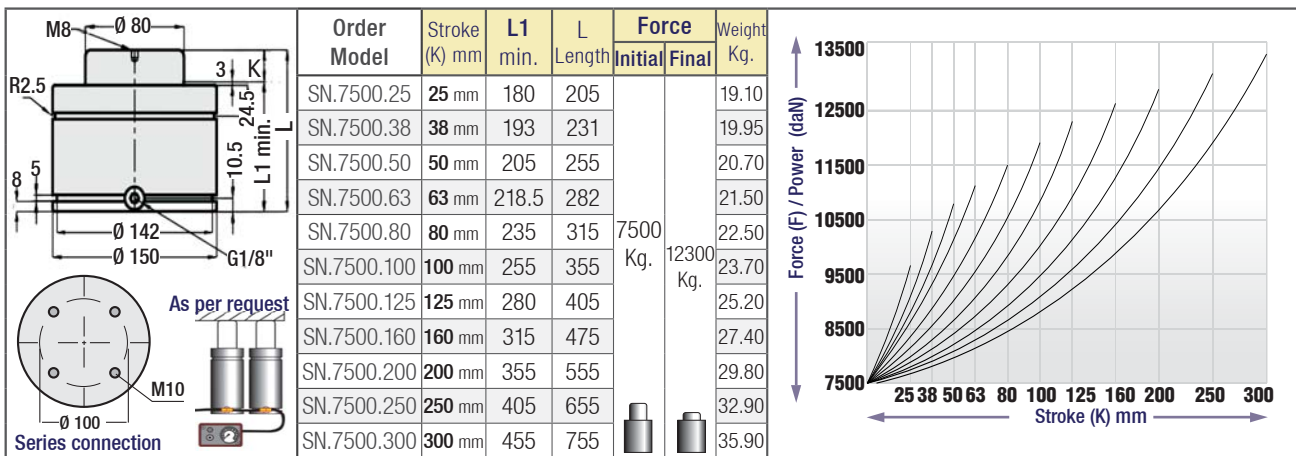 M8
Ø 80
3
K
R2.5
24.5
L1 min.
L
10.5
5
8
Ø 142
Ø 150
G1/8"
As per request
M10
Ø 100
Series connection
Order Model Stroke (K) mm L1 min. L Length Force Initial Final Weight Kg.
SN.7500.25 25 mm 180 205 19.10
SN.7500.38 38 mm 193 231 19.95
SN.7500.50 50 mm 205 255 20.70
SN.7500.63 63 mm 218.5 282 21.50
SN.7500.80 80 mm 235 315 22.50
SN.7500.100 100 mm 255 355 23.70
SN.7500.125 125 mm 280 405 25.20
SN.7500.160 160 mm 315 475 27.40
SN.7500.200 200 mm 355 555 29.80
SN.7500.250 250 mm 405 655 32.90
SN.7500.300 300 mm 455 755 35.90
7500 Kg.
12300 Kg.
Force (F) / Power (daN)
13500
12500
11500
10500
9500
8500
7500
25 38 50 63 80 100 125 160 200 250 300
Stroke (K) mm